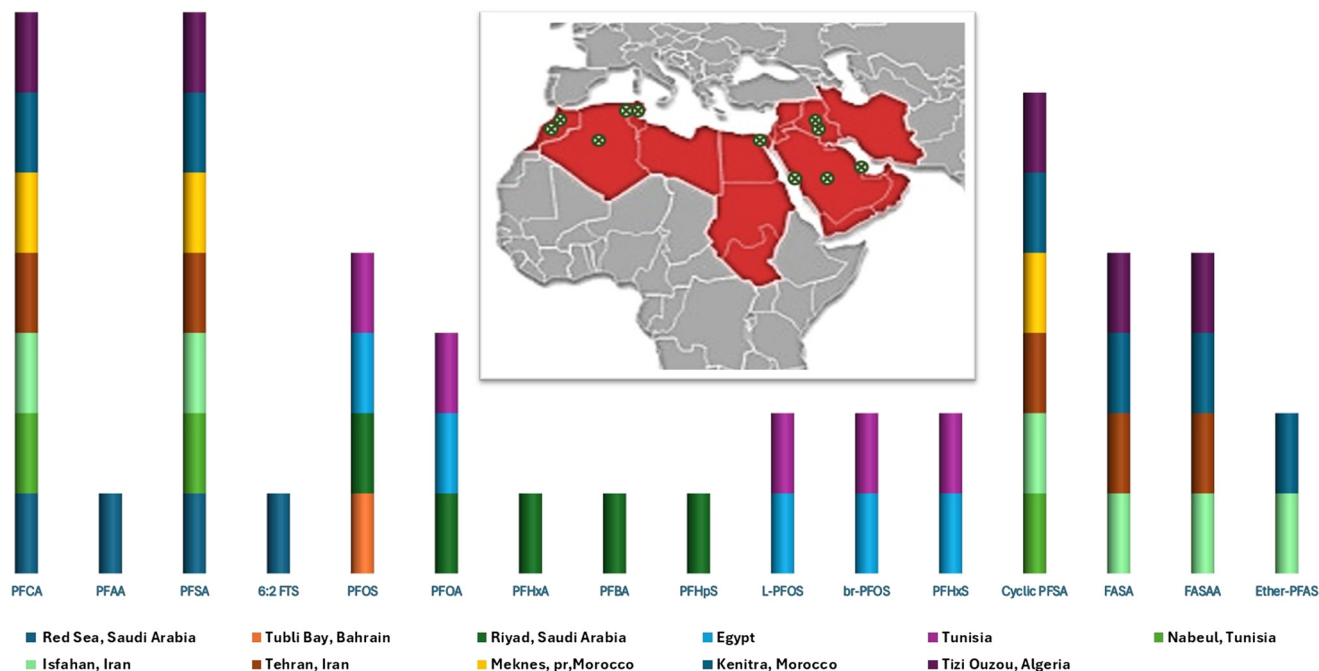 PFCA PFAA PFSA 6:2 FTS PFOS PFOA PFHxA PFBA PFHpS L-PFOS br-PFOS PFHxS Cyclic PFSA FASA FASAA Ether-PFAS
Red Sea, Saudi Arabia Tubli Bay, Bahrain Riyad, Saudi Arabia Egypt Tunisia Nabeul, Tunisia
Isfahan, Iran Tehran, Iran Meknes, pr,Morocco Kenitra, Morocco Tizi Ouzou, Algeria